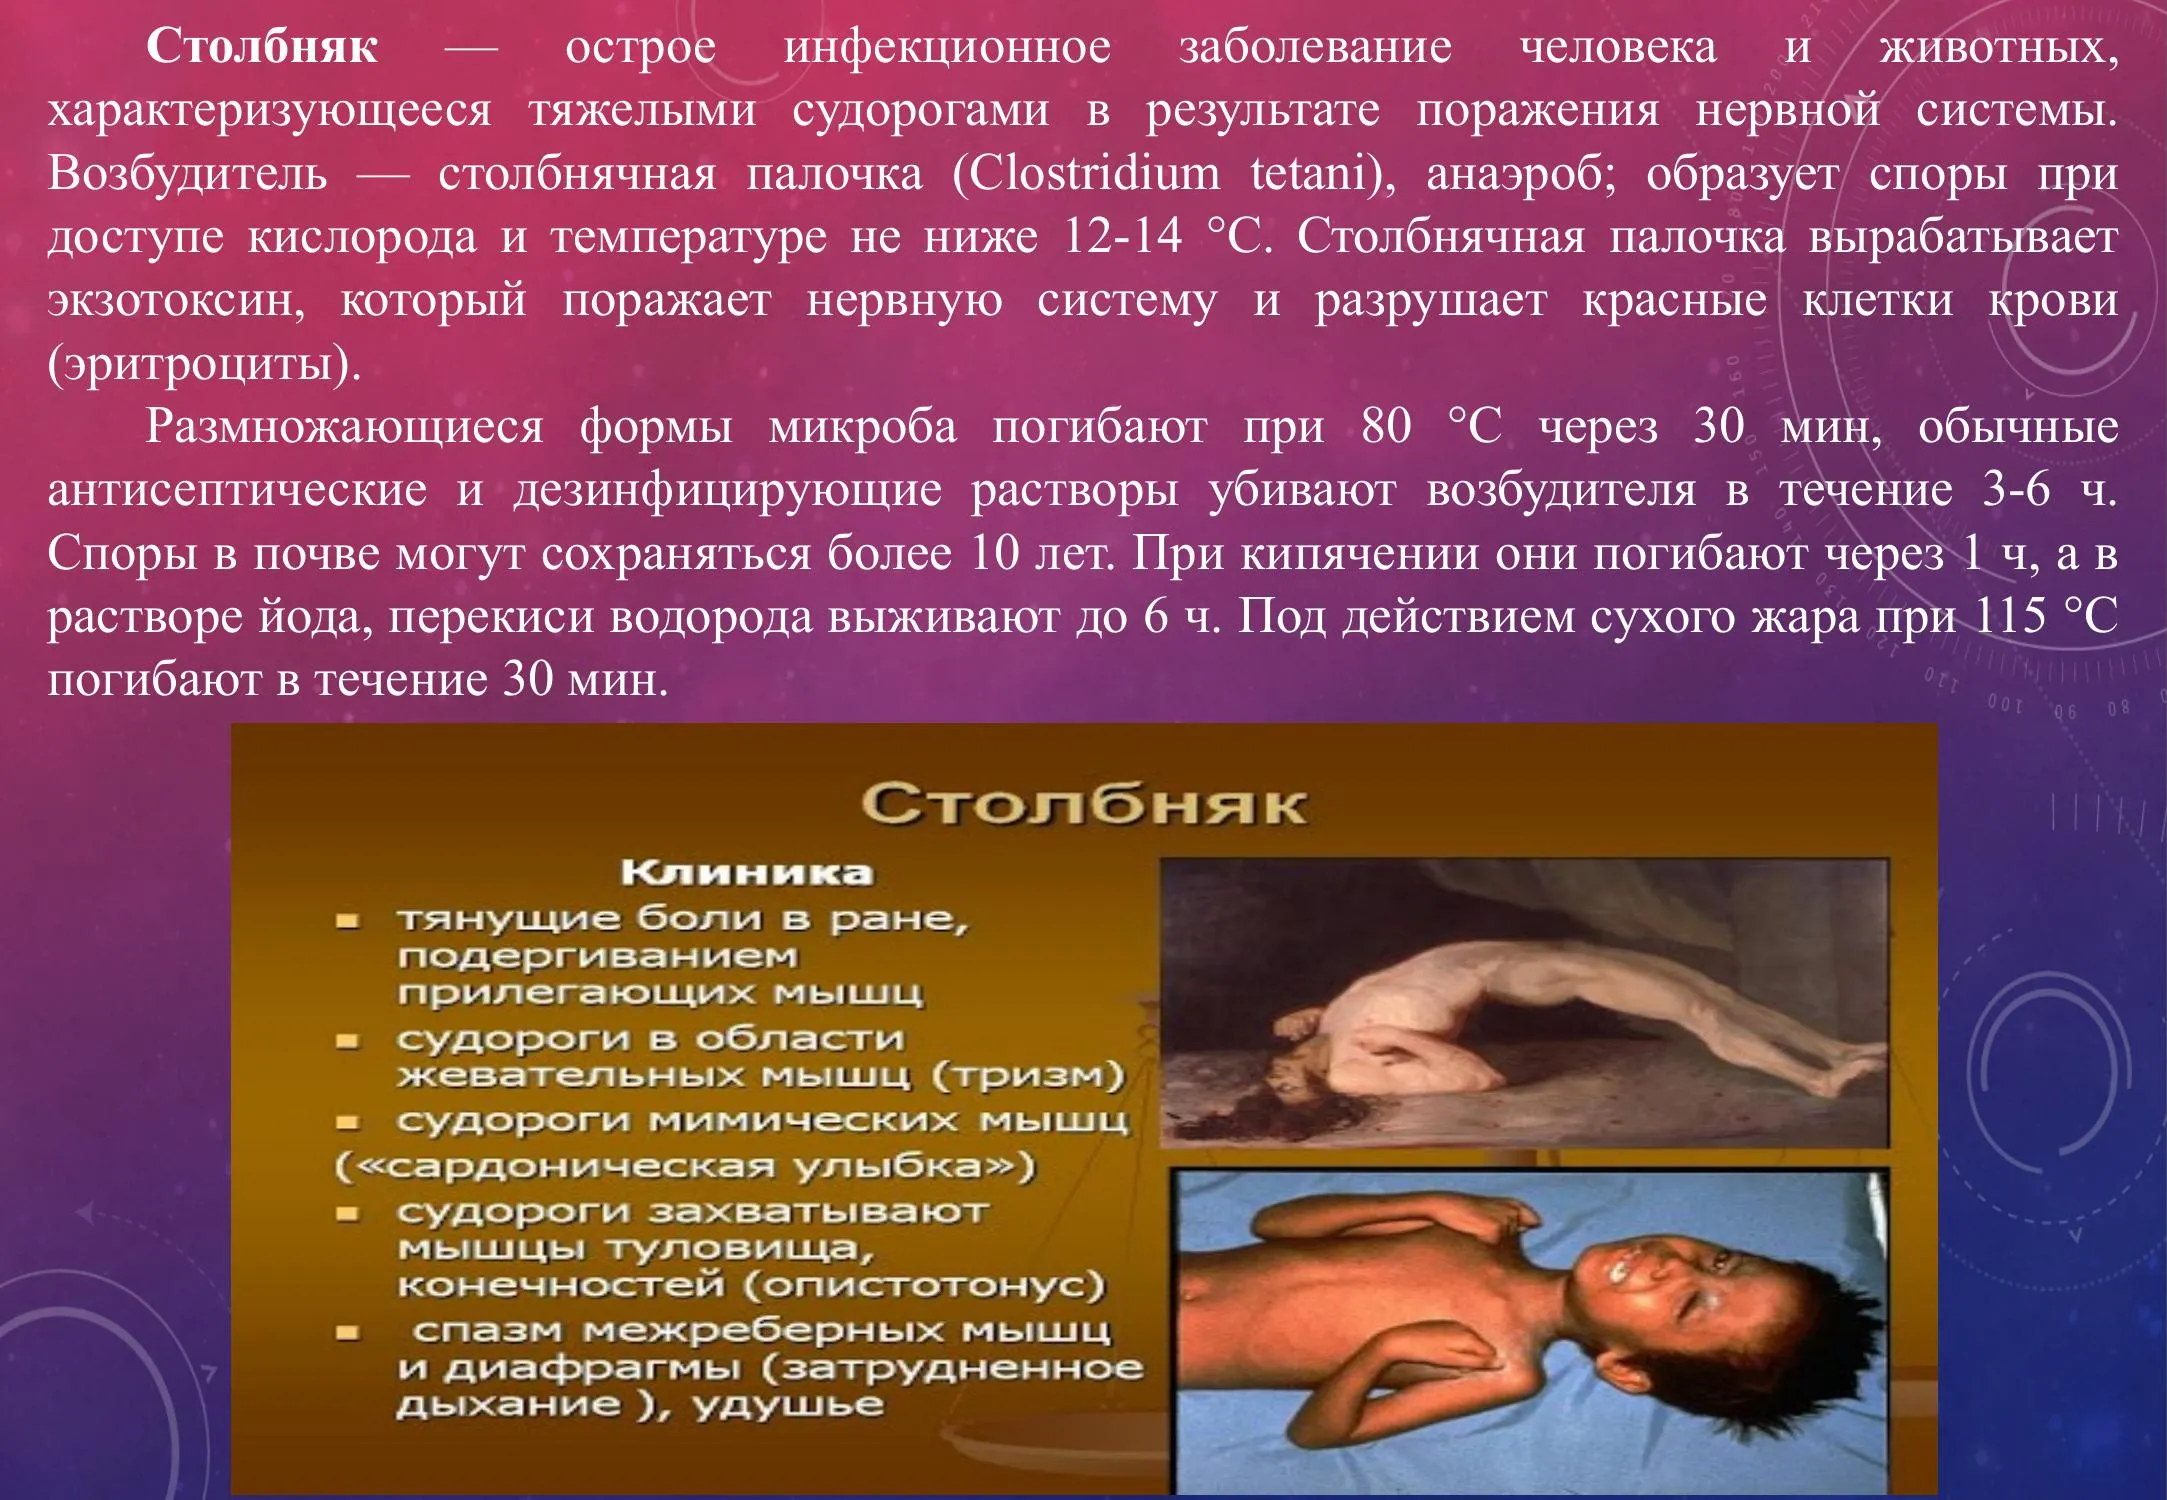 Столбняк — острое инфекционное заболевание человека и животных,
характеризующееся тяжелыми судорогами в результате поражения нервной системы.
Возбудитель — столбнячная палочка (Clostridium tetani), анаэроб; образует споры при
доступе кислорода и температуре не ниже 12-14 °С. Столбнячная палочка вырабатывает
экзотоксин, который поражает нервную систему и разрушает красные клетки крови
(эритроциты).
Размножающиеся формы микроба погибают при 80 °С через 30 мин, обычные
антисептические и дезинфицирующие растворы убивают возбудителя в течение 3-6 ч.
Споры в почве могут сохраняться более 10 лет. При кипячении они погибают через 1 ч, а в
растворе йода, перекиси водорода выживают до 6 ч. Под действием сухого жара при 115 °С
погибают в течение 30 мин.
Столбняк
Клиника
тянущие боли в ране,
подергиванием
прилегающих мышц
судороги в области
жевательных мышц (тризм)
судороги мимических мышц
(«сардоническая улыбка»)
судороги захватывают
мышцы туловища,
конечностей (опистотонус)
спазм межреберных мышц
и диафрагмы (затрудненное
дыхание ), удушье